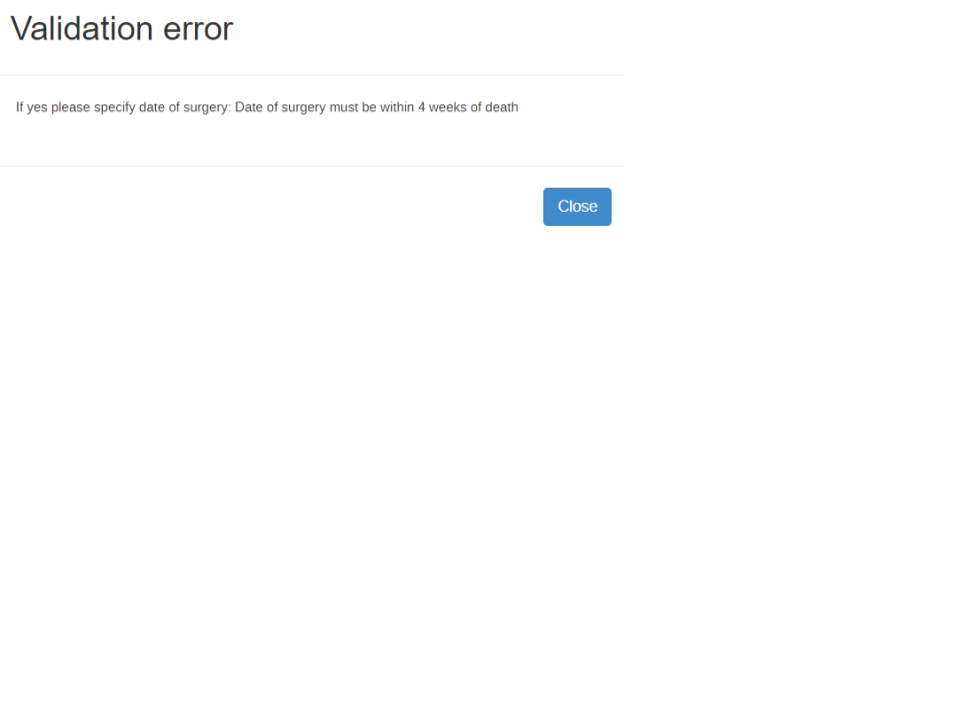 Validation error
If yes please specify date of surgery: Date of surgery must be within 4 weeks of death
Close